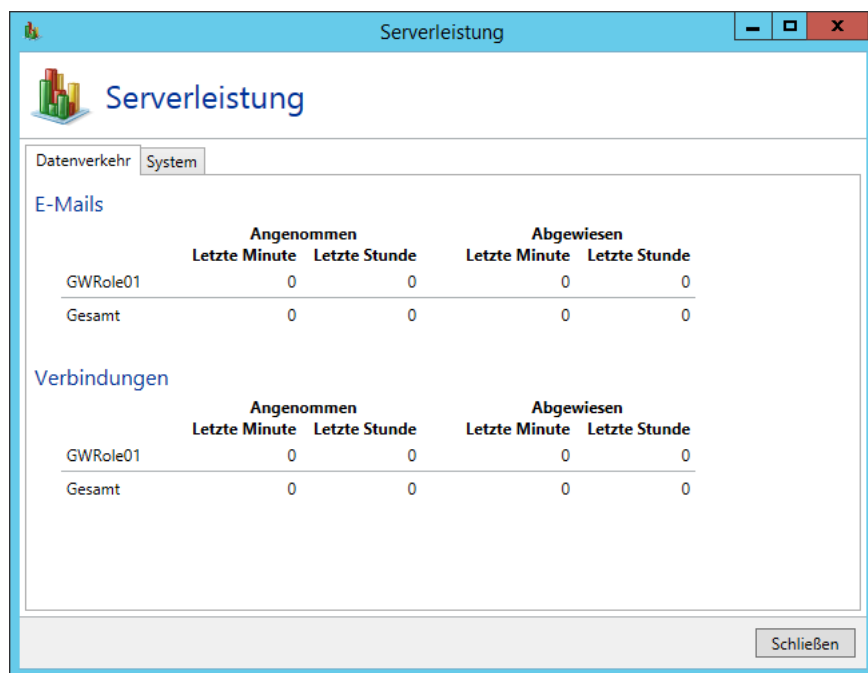 Serverleistung
Serverleistung
Datenverkehr System
E-Mails
Angenommen Abgewiesen
Letzte Minute Letzte Stunde Letzte Minute Letzte Stunde
GWRole01 0 0 0 0
Gesamt 0 0 0 0
Verbindungen
Angenommen Abgewiesen
Letzte Minute Letzte Stunde Letzte Minute Letzte Stunde
GWRole01 0 0 0 0
Gesamt 0 0 0 0
Schließen